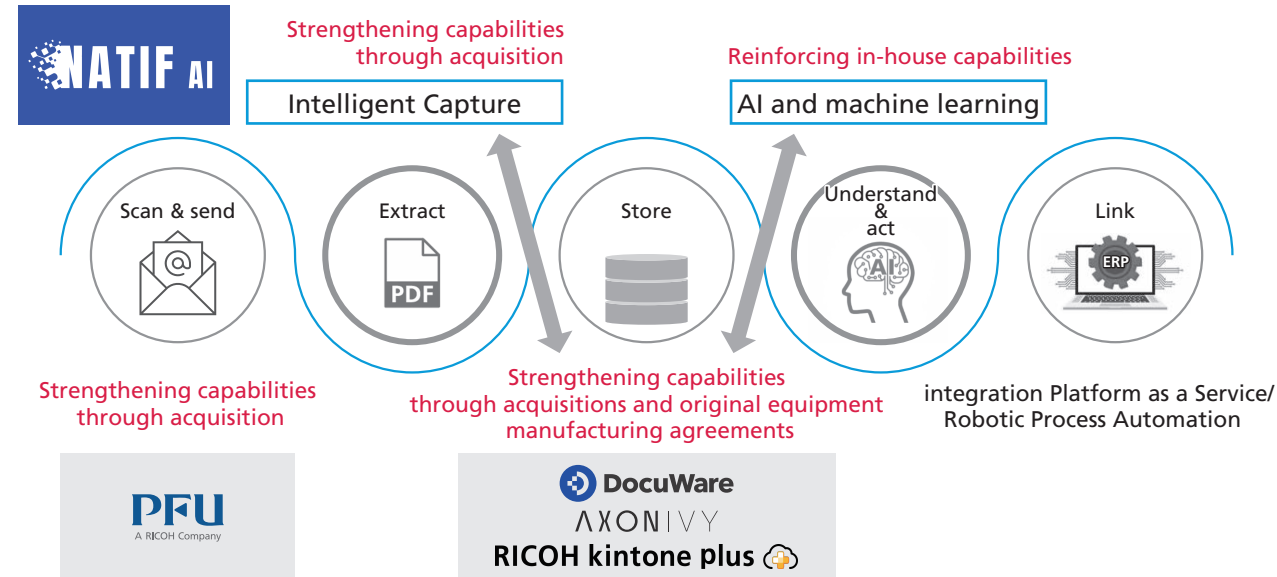 NATIF AI
Strengthening capabilities
through acquisition
Intelligent Capture
Reinforcing in-house capabilities
AI and machine learning
Scan & send
@
Extract
PDF
Store
Understand
&
act
AI
Link
ERP
Strengthening capabilities
through acquisition
PFU
A RICOH Company
Strengthening capabilities
through acquisitions and original equipment
manufacturing agreements
DocuWare
AXONIVY
RICOH kintone plus
integration Platform as a Service/
Robotic Process Automation